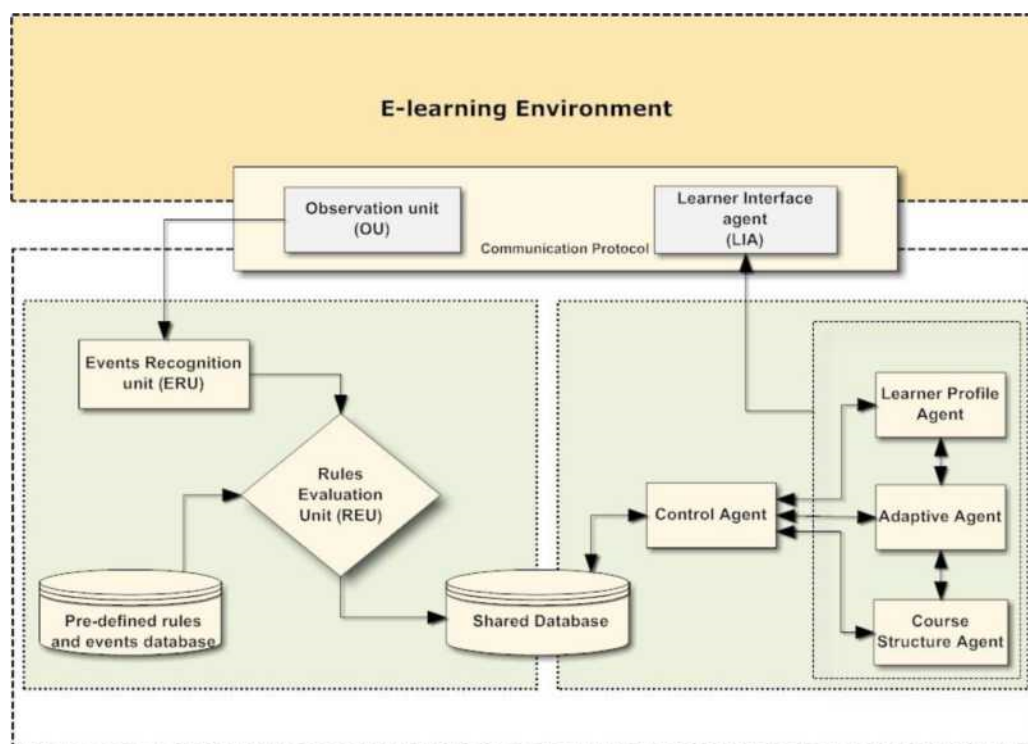 E-learning Environment
Observation unit
(OU)
Learner Interface
agent
(LIA)
Communication Protocol
Events Recognition
unit (ERU)
Learner Profile
Agent
Rules
Evaluation
Unit (REU)
Control Agent
Adaptive Agent
Pre-defined rules
and events database
Shared Database
Course
Structure Agent